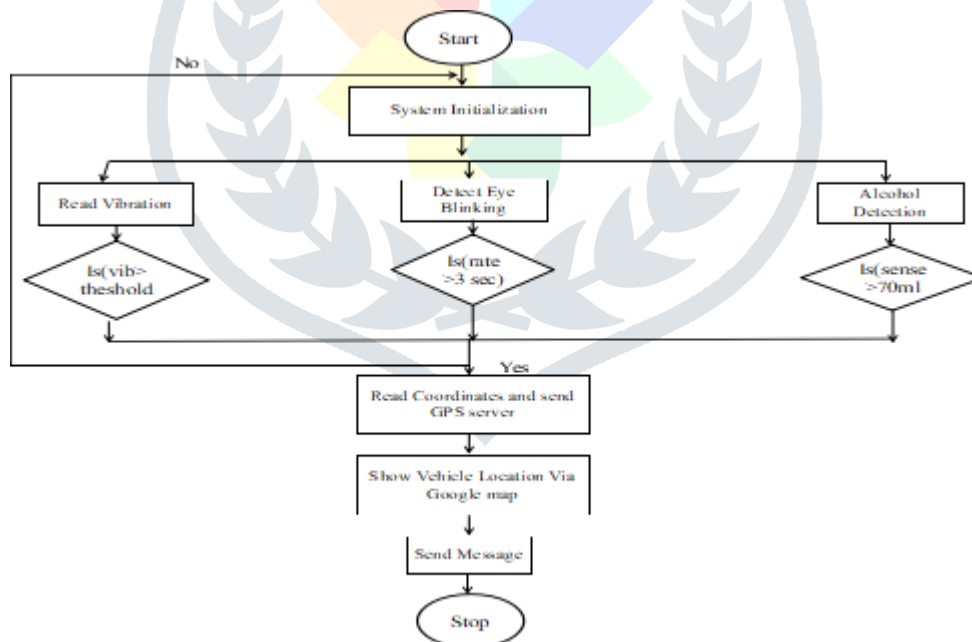 Start
No
System Initialization
Read Vibration
Detect Eye
Blinking
Alcohol
Detection
Is(vib>
theshold
Is(rate
>3 sec)
Is(sense
>70ml
Yes
Read Coordinates and send
GPS server
Show Vehicle Location Via
Google map
Send Message
Stop